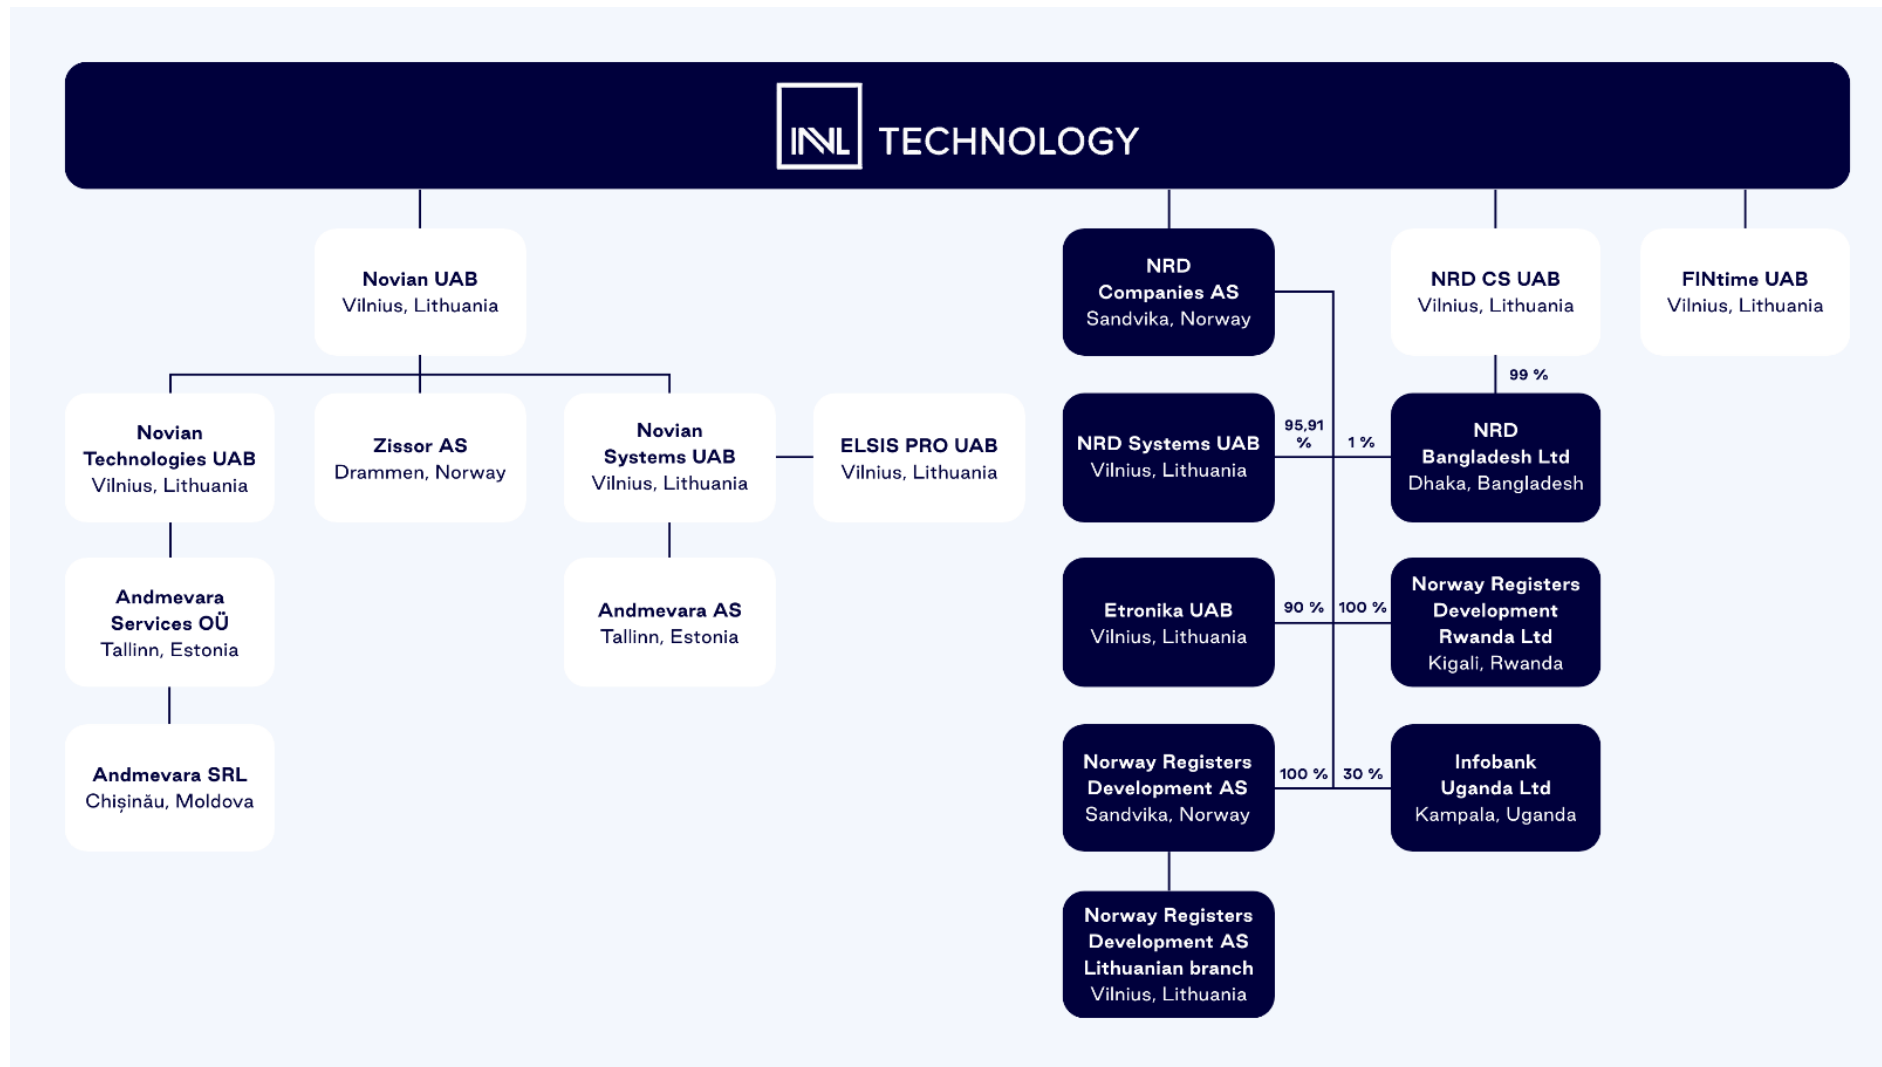 INVL TECHNOLOGY
Novian UAB
Vilnius, Lithuania
NRD
Companies AS
Sandvika, Norway
NRD CS UAB
Vilnius, Lithuania
FINtime UAB
Vilnius, Lithuania
99 %
Novian
Technologies UAB
Vilnius, Lithuania
Zissor AS
Drammen, Norway
Novian
Systems UAB
Vilnius, Lithuania
ELSIS PRO UAB
Vilnius, Lithuania
NRD Systems UAB
Vilnius, Lithuania
95,91
%
1 %
NRD
Bangladesh Ltd
Dhaka, Bangladesh
Andmevara
Services OÜ
Tallinn, Estonia
Andmevara AS
Tallinn, Estonia
Etronika UAB
Vilnius, Lithuania
90 %
100 %
Norway Registers
Development
Rwanda Ltd
Kigali, Rwanda
Andmevara SRL
Chișinău, Moldova
Norway Registers
Development AS
Sandvika, Norway
100 %
30 %
Infobank
Uganda Ltd
Kampala, Uganda
Norway Registers
Development AS
Lithuanian branch
Vilnius, Lithuania